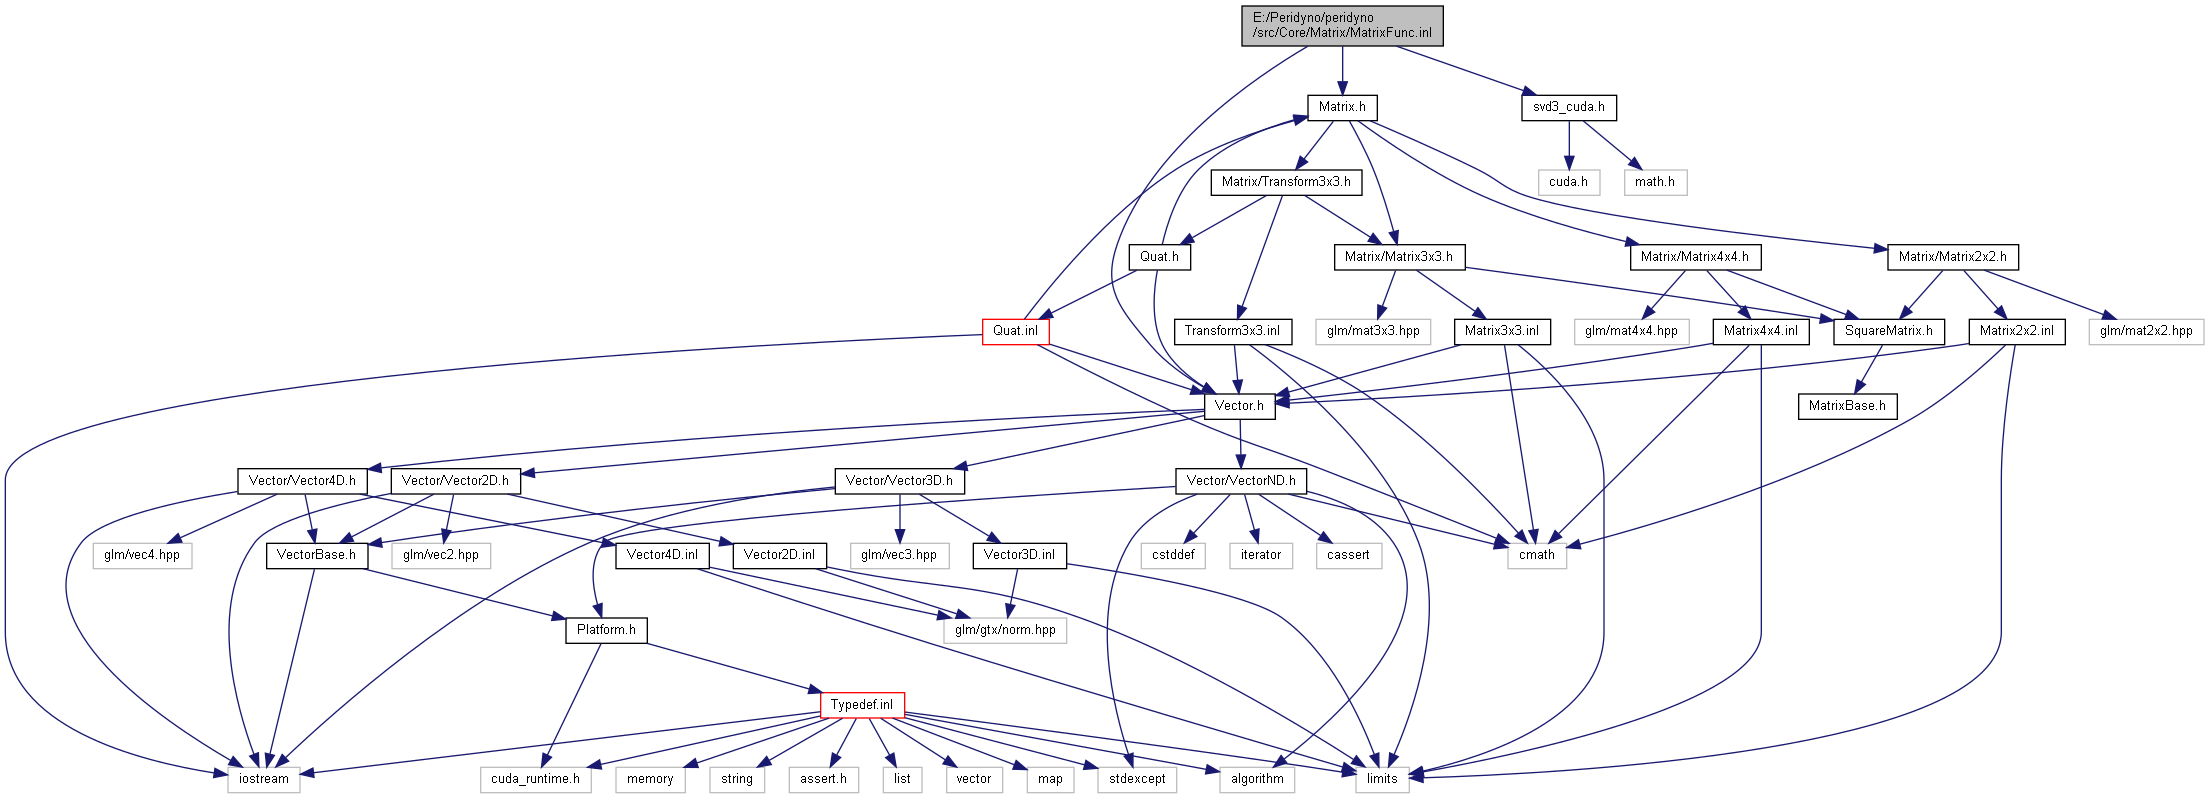 E:/Peridyno/peridyno
/src/Core/Matrix/MatrixFunc.inl
Matrix.h
svd3_cuda.h
Matrix/Transform3x3.h
cuda.h
math.h
Quat.h
Matrix/Matrix3x3.h
Matrix/Matrix4x4.h
Matrix/Matrix2x2.h
Quat.inl
Transform3x3.inl
glm/mat3x3.hpp
Matrix3x3.inl
glm/mat4x4.hpp
Matrix4x4.inl
SquareMatrix.h
Matrix2x2.inl
glm/mat2x2.hpp
Vector.h
MatrixBase.h
Vector/Vector4D.h
Vector/Vector2D.h
Vector/Vector3D.h
Vector/VectorND.h
glm/vec4.hpp
VectorBase.h
glm/vec2.hpp
Vector4D.inl
Vector2D.inl
glm/vec3.hpp
Vector3D.inl
cstddef
iterator
cassert
cmath
Platform.h
glm/gtx/norm.hpp
Typedef.inl
iostream
cuda_runtime.h
memory
string
assert.h
list
vector
map
stdexcept
algorithm
limits